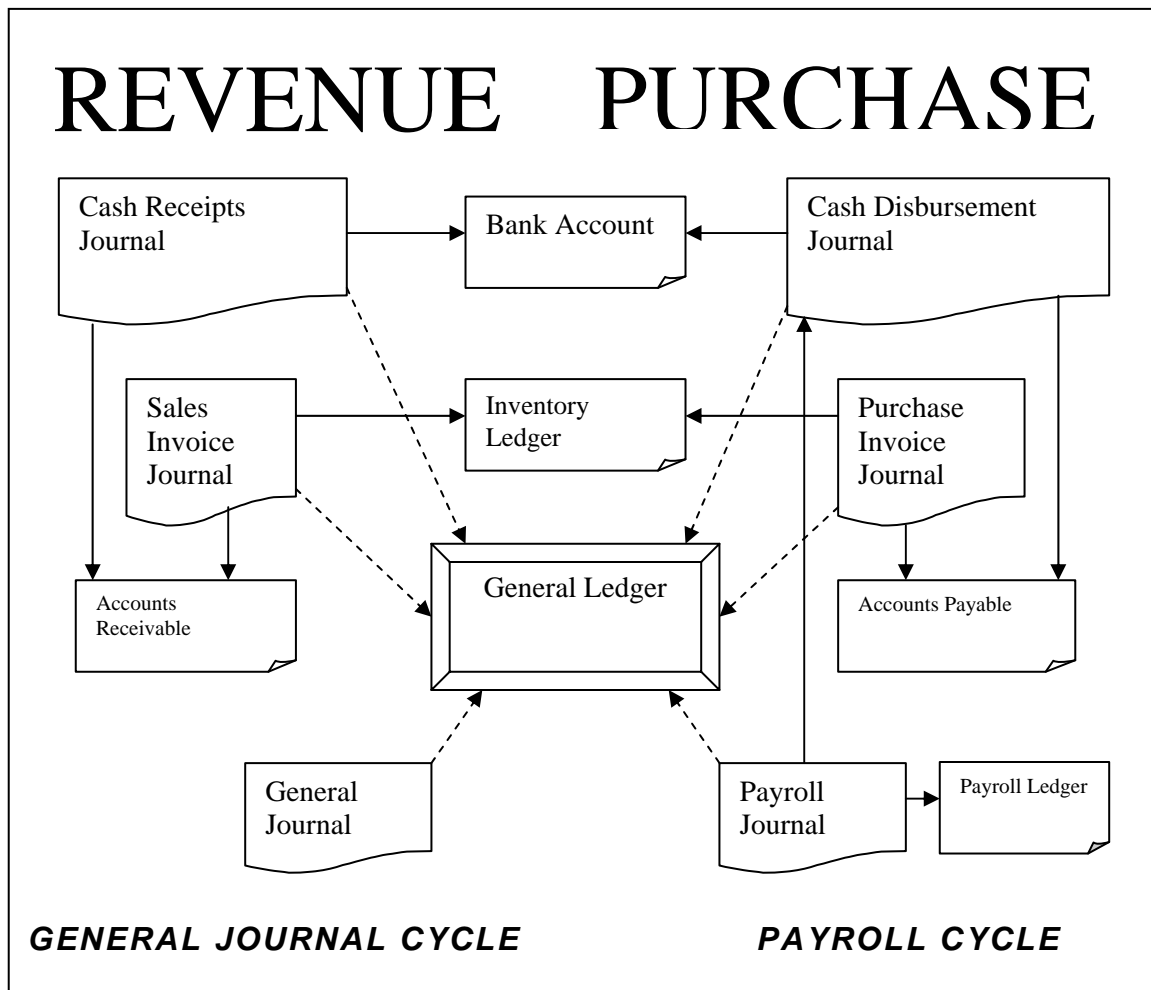 REVENUE PURCHASE
Cash Receipts
Journal
Bank Account
Cash Disbursement
Journal
Sales
Invoice
Journal
Inventory
Ledger
Purchase
Invoice
Journal
Accounts
Receivable
General Ledger
Accounts Payable
General
Journal
Payroll
Journal
Payroll Ledger
GENERAL JOURNAL CYCLE
PAYROLL CYCLE